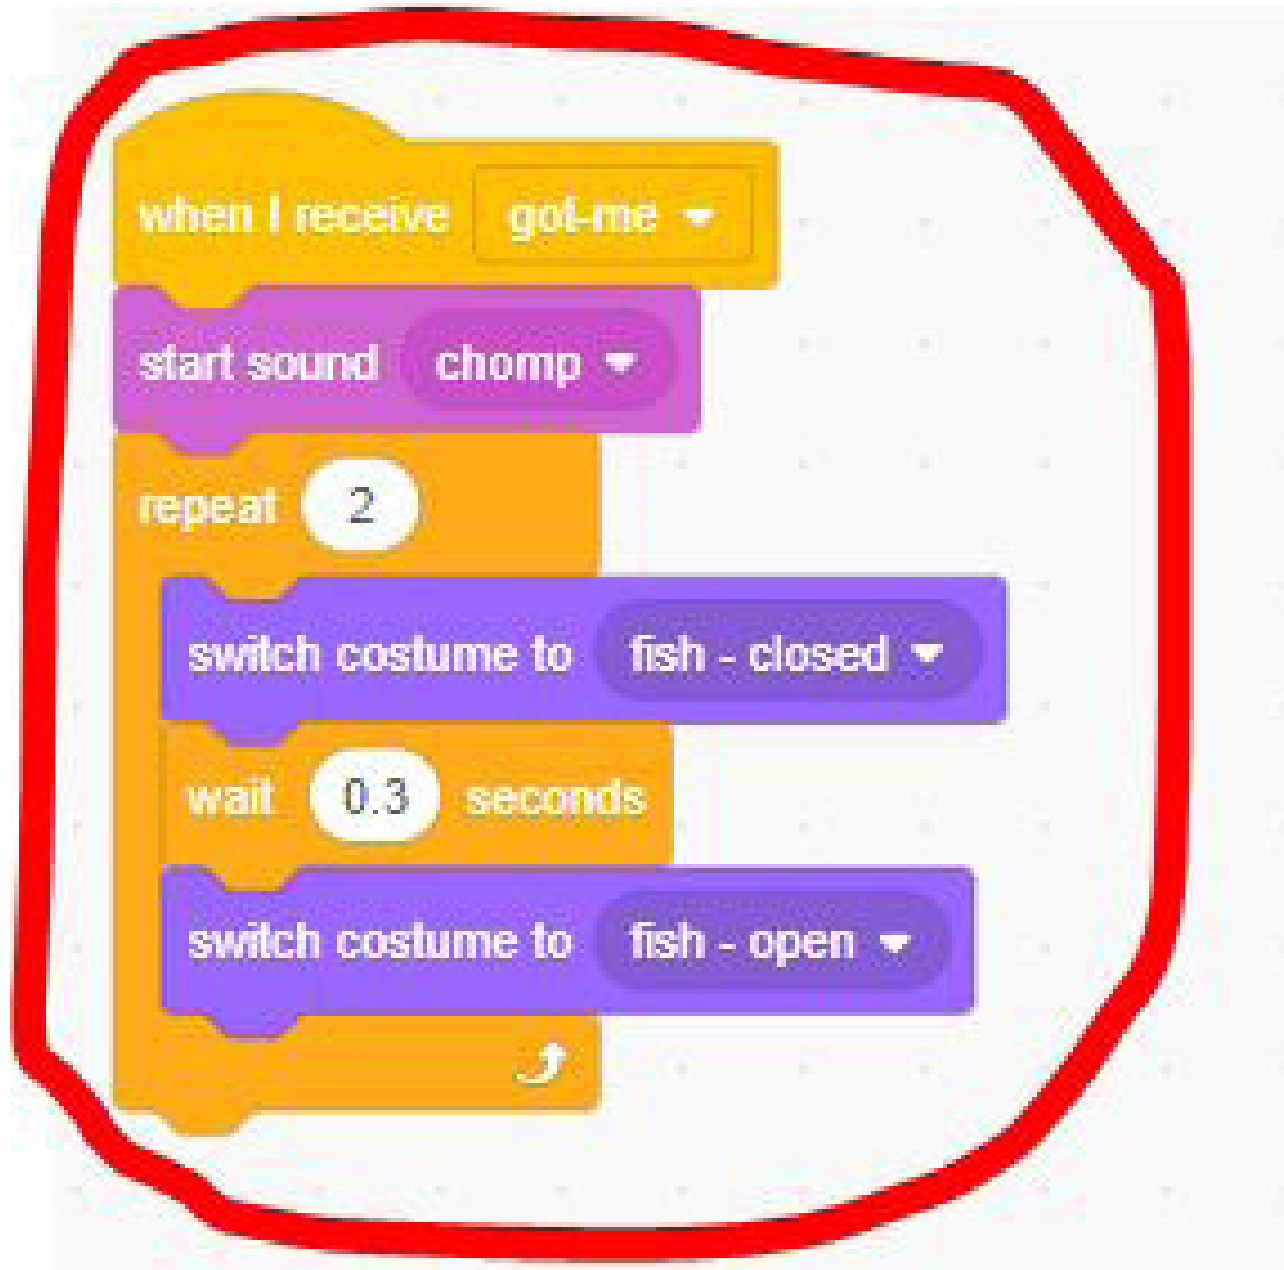 when I receive got-me
start sound chomp
repeat 2
switch costume to fish - closed
wait 0.3 seconds
switch costume to fish - open